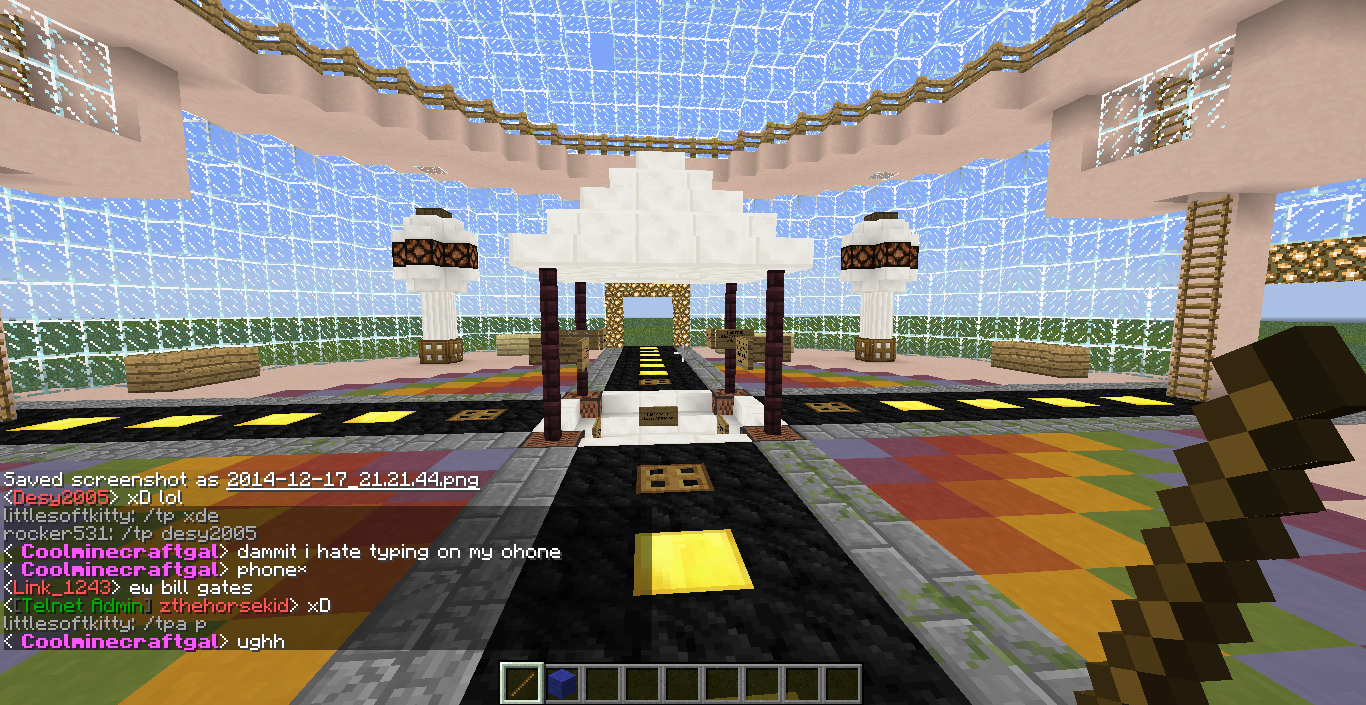 Saved screenshot as 2014-12-17_21.21.44.png
<Desy2005> xD lol
littlesoftkitty: /tp xde
rocker531: /tp desy2005
< Coolminecraftgal> dammit i hate typing on my ohone
< Coolminecraftgal> phone*
<Link_1243> ew bill gates
<[Telnet Admin] zthehorsekid> xD
littlesoftkitty: /tpa p
< Coolminecraftgal> ughh